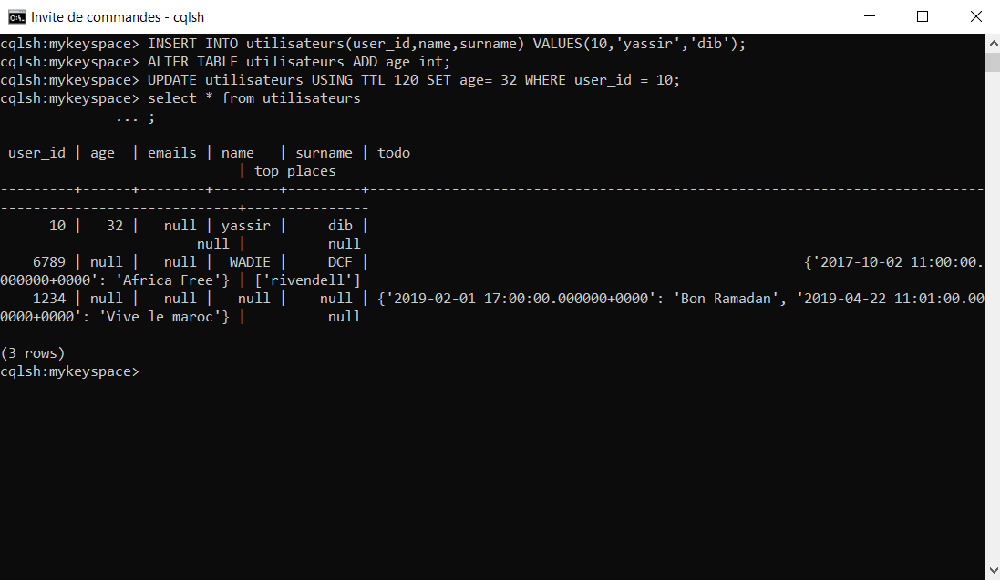 Invite de commandes - cqlsh
cqlsh:mykeyspace> INSERT INTO utilisateurs(user_id,name,surname) VALUES(10,'yassir','dib');
cqlsh:mykeyspace> ALTER TABLE utilisateurs ADD age int;
cqlsh:mykeyspace> UPDATE utilisateurs USING TTL 120 SET age= 32 WHERE user_id = 10;
cqlsh:mykeyspace> select * from utilisateurs
              ... ;
 user_id | age  | emails | name   | surname | todo
                             | top_places
---------+------+--------+--------+---------+---------------------------------------------------------------------------
-----------------------------+---------------
      10 |   32 |   null | yassir |     dib |
                        null |          null
    6789 | null |   null |  WADIE |     DCF |                                                     {'2017-10-02 11:00:00.
000000+0000': 'Africa Free'} | ['rivendell']
    1234 | null |   null |   null |    null | {'2019-02-01 17:00:00.000000+0000': 'Bon Ramadan', '2019-04-22 11:01:00.00
0000+0000': 'Vive le maroc'} |          null
(3 rows)
cqlsh:mykeyspace>